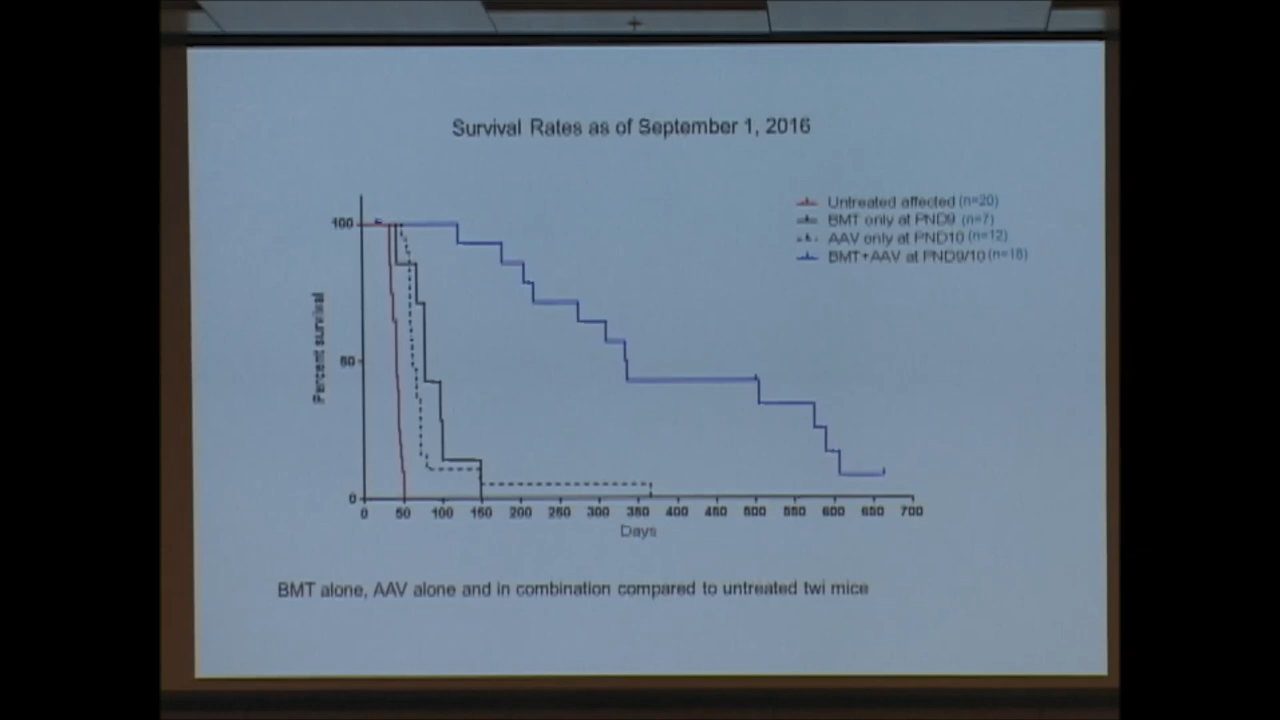 Survival Rates as of September 1, 2016
Untreated affected (n=20)
BMT only at PND9 (n=7)
AAV only at PND10 (n=12)
BMT+AAV at PND9/10
100
50
0
Percent survival
0 50 100 150 200 250 300 350 400 450 500 550 600 650 700
Days
BMT alone, AAV alone and in combination compared to untreated twi mice